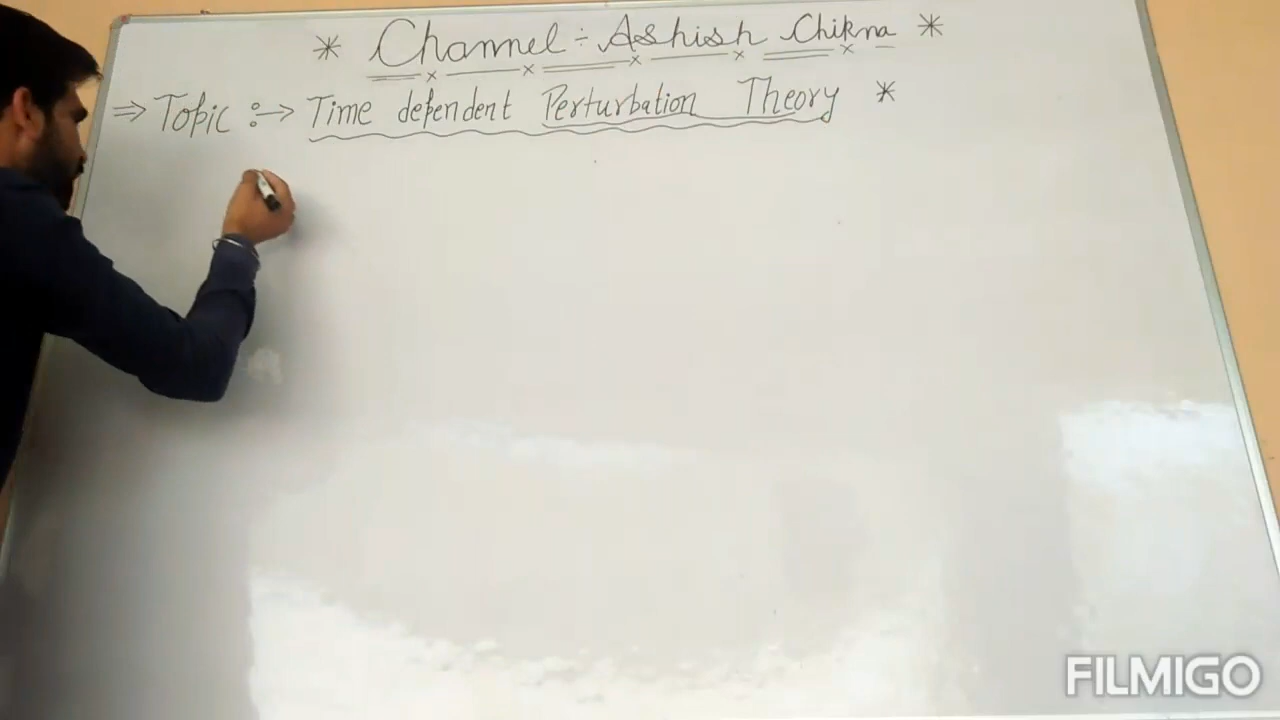 * Channel :- Ashish Chikna *
⇒ Topic :→ Time dependent Perturbation Theory *
FILMIGO